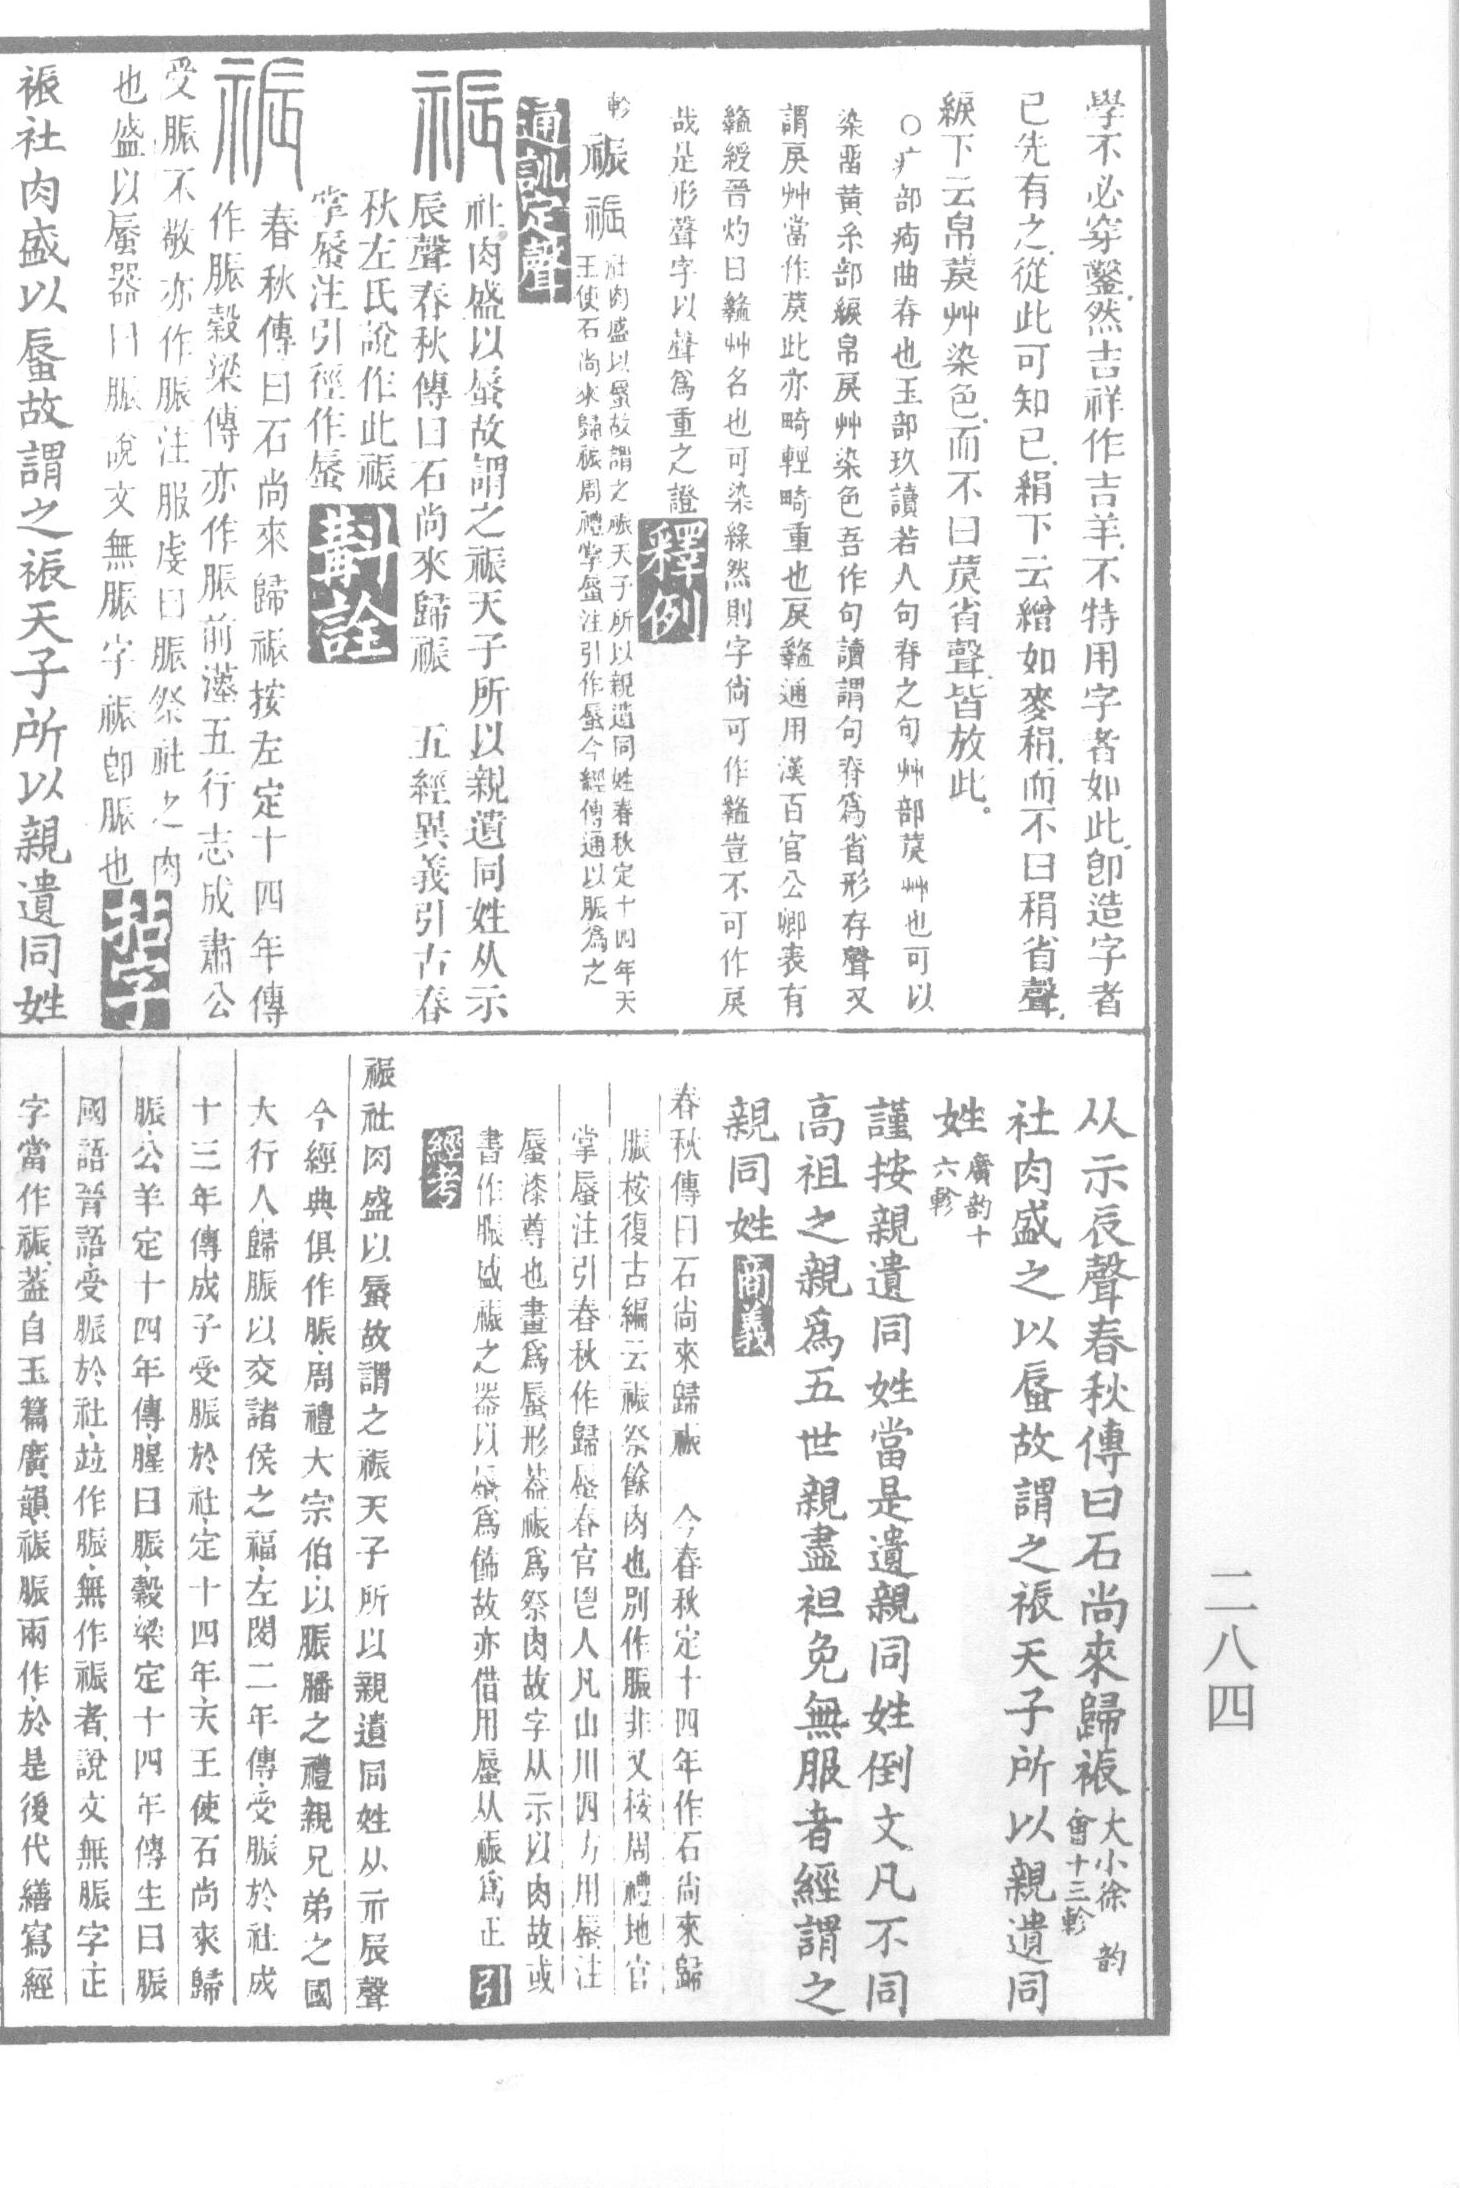 學不必穿鑿然吉祥作吉羊不特用字者如此卽造字者
已先有之從此可知已絹下云繒如麥稍而不曰稍省聲
綟下云帛莀艸染色而不曰莀省聲皆放此。
○疒部痀曲脊也玉部玖讀若人句脊之句艸部莀艸也可以
染畱黃糸部綟帛戾艸染色吾作句讀謂句脊爲省形存聲又
謂戾艸當作莀此亦畸輕畸重也戾盭通用漢百官公卿表有
盭綬晉灼曰盭艸名也可染綠然則字尙可作盭豈不可作戾
哉是形聲字以聲爲重之證
釋例
軫 祳 祳 社肉盛以蜃故謂之祳天子所以親遺同姓春秋定十四年天
王使石尙來歸祳周禮掌蜃注引作蜃今經傳通以脤爲之
通訓定聲
祳 社肉盛以蜃故謂之祳天子所以親遺同姓从示
辰聲春秋傳曰石尙來歸祳 五經異義引古春
秋左氏說作此祳
掌蜃注引徑作蜃
斠詮
祳 春秋傳曰石尙來歸祳按左定十四年傳
作脤穀梁傳亦作脤前漢五行志成肅公
受脤不敬亦作脤注服虔曰脤祭社之肉
也盛以蜃器曰脤說文無脤字祳卽脤也
拈字
祳社肉盛以蜃故謂之祳天子所以親遺同姓
从示辰聲春秋傳曰石尚來歸祳 大小徐 韵會十三軫
社肉盛之以蜃故謂之祳天子所以親遺同
姓 廣韵十六軫
謹按親遺同姓當是遺親同姓倒文凡不同
高祖之親爲五世親盡袒免無服者經謂之
親同姓
商義
春秋傳曰石尙來歸祳 今春秋定十四年作石尙來歸
脤桉復古編云祳祭餘肉也別作脤非又桉周禮地官
掌蜃注引春秋作歸蜃春官鬯人凡山川四方用蜃注
蜃漆尊也畫爲蜃形葢祳爲祭肉故字从示以肉故或
書作脤盛祳之器以蜃爲飾故亦借用蜃从祳爲正
引
經考
祳社肉盛以蜃故謂之祳天子所以親遺同姓从示辰聲
今經典俱作脤周禮大宗伯以脤膰之禮親兄弟之國
大行人歸脤以交諸侯之福左閔二年傳受脤於社成
十三年傳成子受脤於社定十四年天王使石尚來歸
脤公羊定十四年傳腥曰脤穀梁定十四年傳生曰脤
國語晉語受脤於社竝作脤無作祳者說文無脤字正
字當作祳葢自玉篇廣韻祳脤兩作於是後代繕寫經
二八四